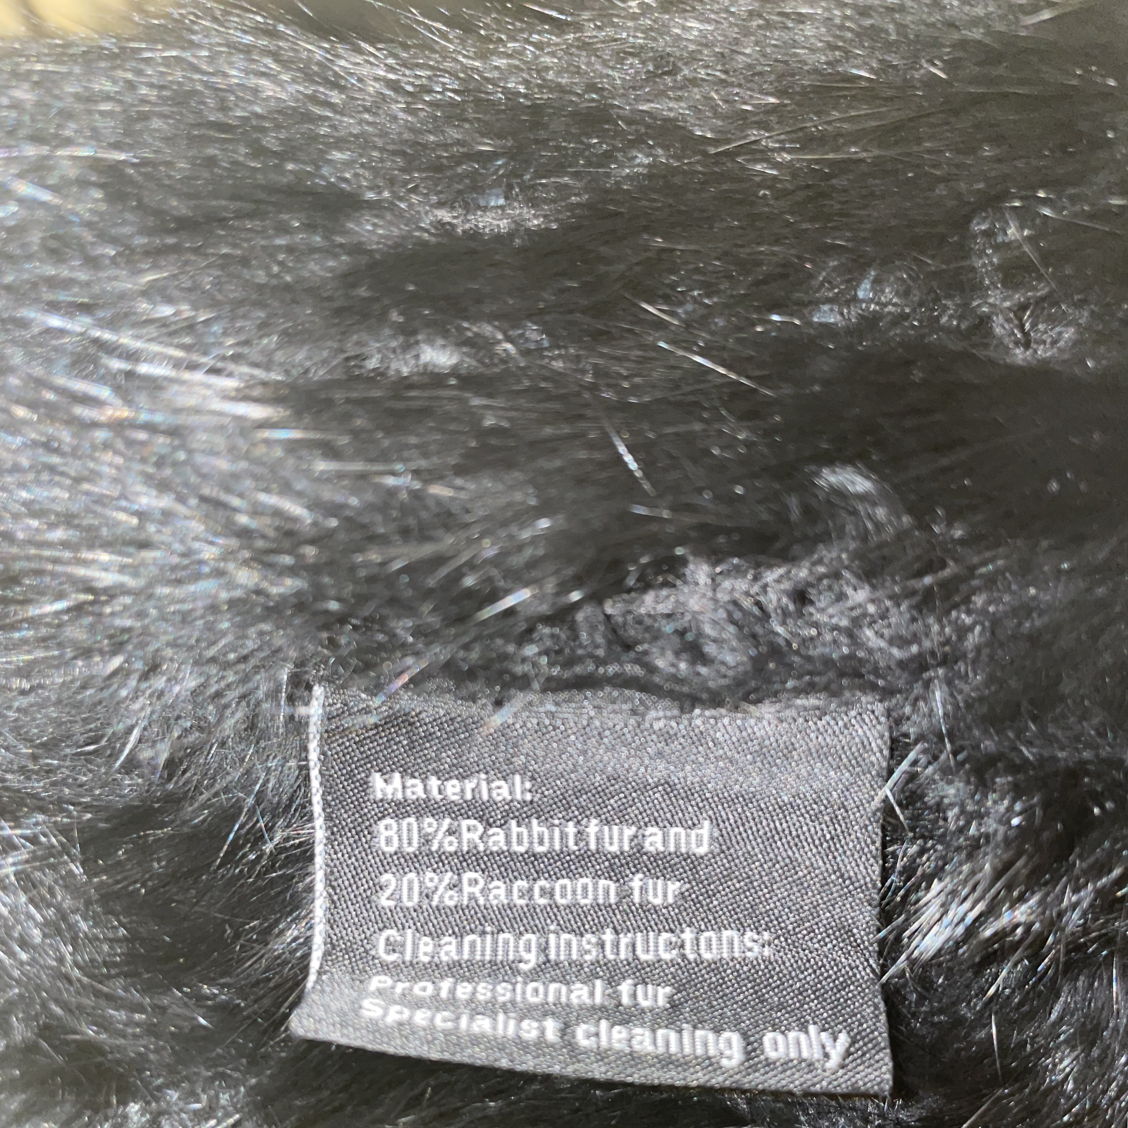 Material:
80%Rabbit fur and
20%Raccoon fur
Cleaning instructons:
Professional fur
Specialist cleaning only